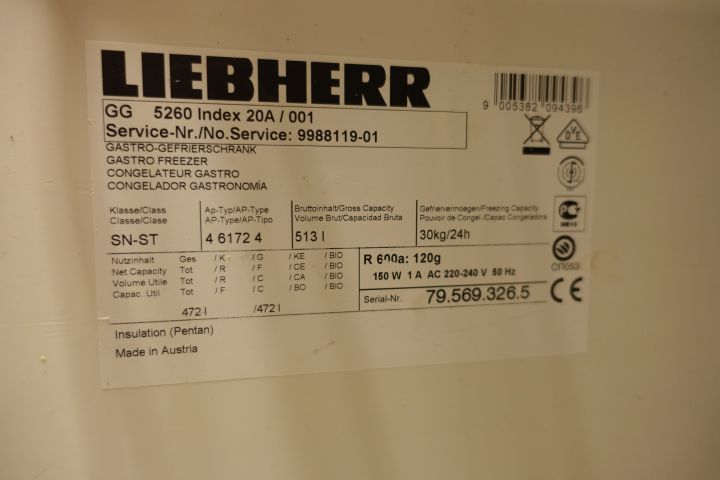 LIEBHERR
9 005382 094396
GG 5260 Index 20A / 001
Service-Nr./No.Service: 9988119-01
GASTRO-GEFRIERSCHRANK
GASTRO FREEZER
CONGELATEUR GASTRO
CONGELADOR GASTRONOMÍA
DVE
Klasse/Class Ap-Typ/AP-Type Bruttoinhalt/Gross Capacity Gefriervermoegen/Freezing Capacity
Classe/Clase AP-Type/AP-Tipo Volume Brut/Capacidad Bruta Pouvoir de Congel./Capac. Congeladora
SN-ST 4 6172 4 513 l 30kg/24h
Nutzinhalt Ges /K /G /KE /BIO
Net.Capacity Tot /R /F /CE /BIO
Volume Utile Tot /R /C /CA /BIO
Capac. Util Tot /F /C /BO /BIO
472 l /472 l
R 600a: 120g
150 W 1 A AC 220-240 V 50 Hz
Serial-Nr. 79.569.326.5
ОП053
CE
Insulation (Pentan)
Made in Austria